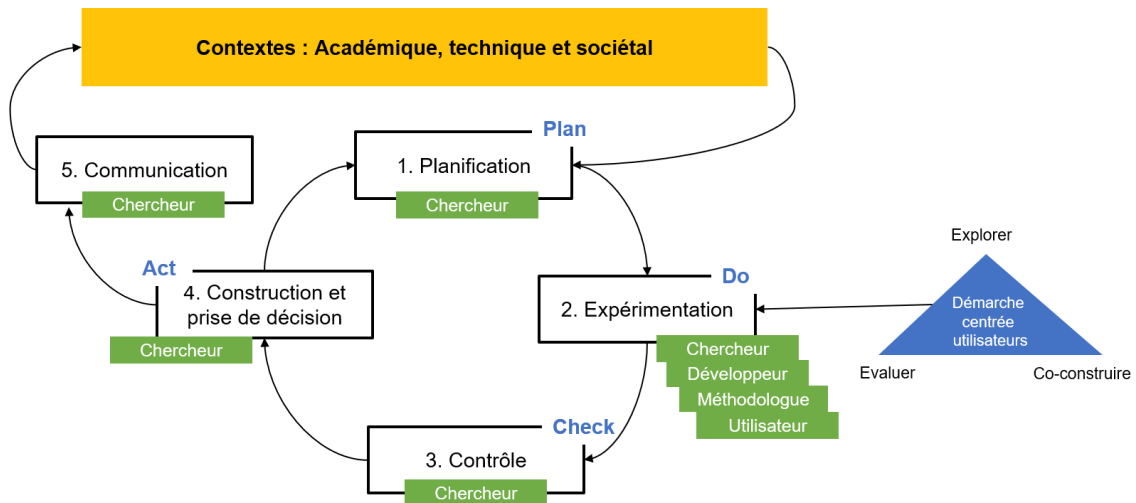 Contextes : Académique, technique et sociétal
Plan
1. Planification
Chercheur
Do
2. Expérimentation
Chercheur
Développeur
Méthodologue
Utilisateur
Explorer
Démarche
centrée
utilisateurs
Evaluer
Co-construire
Check
3. Contrôle
Chercheur
Act
4. Construction et
prise de décision
Chercheur
5. Communication
Chercheur